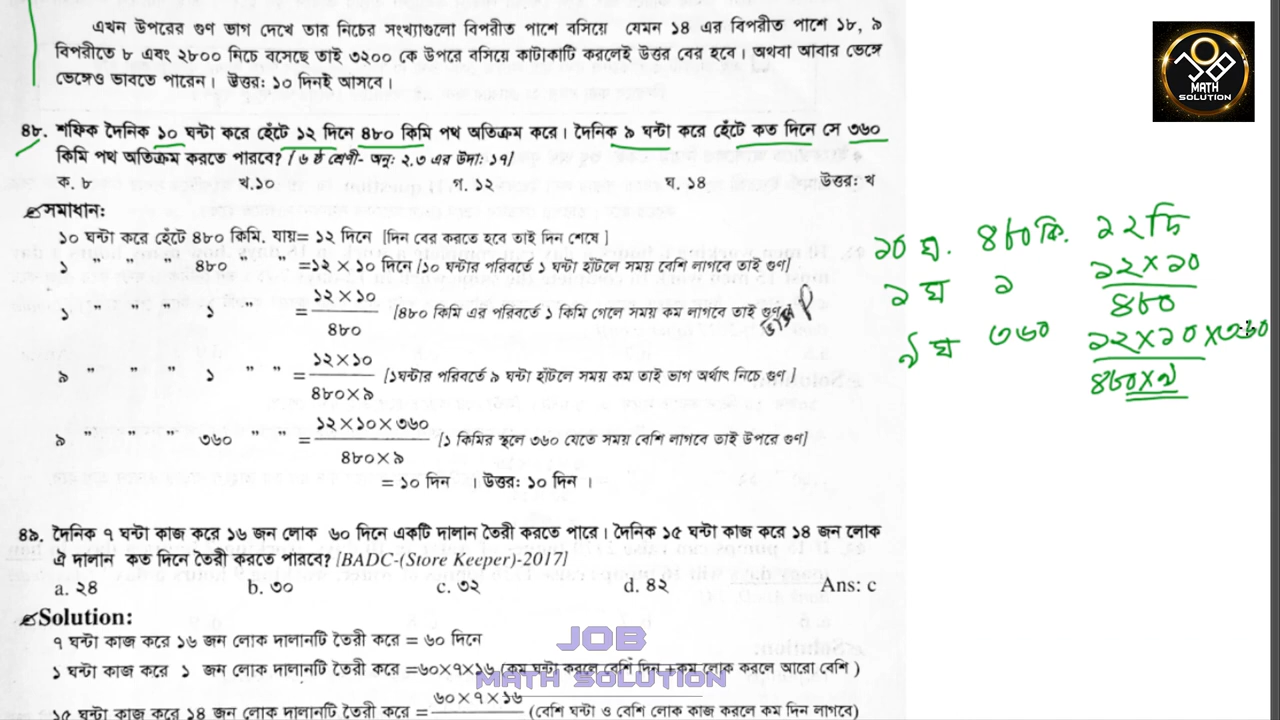 এখন উপরের গুণ ভাগ দেখে তার নিচের সংখ্যাগুলো বিপরীত পাশে বসিয়ে যেমন ১৪ এর বিপরীত পাশে ১৮, ৯
বিপরীতে ৮ এবং ২৮০০ নিচে বসেছে তাই ৩২০০ কে উপরে বসিয়ে কাটাকাটি করলেই উত্তর বের হবে। অথবা আবার ভেঙ্গে
ভেঙ্গেও ভাবতে পারেন। উত্তর: ১০ দিনই আসবে।
MATH
SOLUTION
৪৮. শফিক দৈনিক ১০ ঘন্টা করে হেঁটে ১২ দিনে ৪৮০ কিমি পথ অতিক্রম করে। দৈনিক ৯ ঘন্টা করে হেঁটে কত দিনে সে ৩৬০
কিমি পথ অতিক্রম করতে পারবে? [৬ ষ্ঠ শ্রেণী- অনু: ২.৩ এর উদা: ১৭]
ক. ৮ খ.১০ গ. ১২ ঘ. ১৪ উত্তর: খ
সমাধান:
১০ ঘন্টা করে হেঁটে ৪৮০ কিমি, যায়= ১২ দিনে [দিন বের করতে হবে তাই দিন শেষে]
১ " " " ৪৮০ " " = ১২ × ১০ দিনে [১০ ঘন্টার পরিবর্তে ১ ঘন্টা হাঁটলে সময় বেশি লাগবে তাই গুণ]
১২ × ১০
১ " " " ১ " = [৪৮০ কিমি এর পরিবর্তে ১ কিমি গেলে সময় কম লাগবে তাই গুণ]
৪৮০
১২ × ১০
৯ " " " ১ " " = [১ঘন্টার পরিবর্তে ৯ ঘন্টা হাঁটলে সময় কম তাই ভাগ অর্থাৎ নিচে গুণ]
৪৮০ × ৯
১২ × ১০ × ৩৬০
৯ " " " ৩৬০ " " = [১ কিমির স্থলে ৩৬০ যেতে সময় বেশি লাগবে তাই উপরে গুণ]
৪৮০ × ৯
= ১০ দিন । উত্তর: ১০ দিন ।
১০ ঘ. ৪৮০ কি. ১২ দি
১২ × ১০
১ ঘ ১
৪৮০
৯ ঘ ৩৬০ ১২ × ১০ × ৩৬০
৪৮০ × ৯
ভাগ
৪৯. দৈনিক ৭ ঘন্টা কাজ করে ১৬ জন লোক ৬০ দিনে একটি দালান তৈরী করতে পারে। দৈনিক ১৫ ঘন্টা কাজ করে ১৪ জন লোক
ঐ দালান কত দিনে তৈরী করতে পারবে? [BADC-(Store Keeper)-2017]
a. ২৪ b. ৩০ c. ৩২ d. ৪২ Ans: c
Solution:
৭ ঘন্টা কাজ করে ১৬ জন লোক দালানটি তৈরী করে = ৬০ দিনে
১ ঘন্টা কাজ করে ১ জন লোক দালানটি তৈরী করে =৬০×৭×১৬ (কম ঘন্টা করলে বেশি দিন +কম লোক করলে আরো বেশি )
৬০ × ৭ × ১৬
১৫ ঘন্টা কাজ করে ১৪ জন লোক দালানটি তৈরী করে = (বেশি ঘন্টা ও বেশি লোক কাজ করলে কম দিন লাগবে)
JOB
MATH SOLUTION